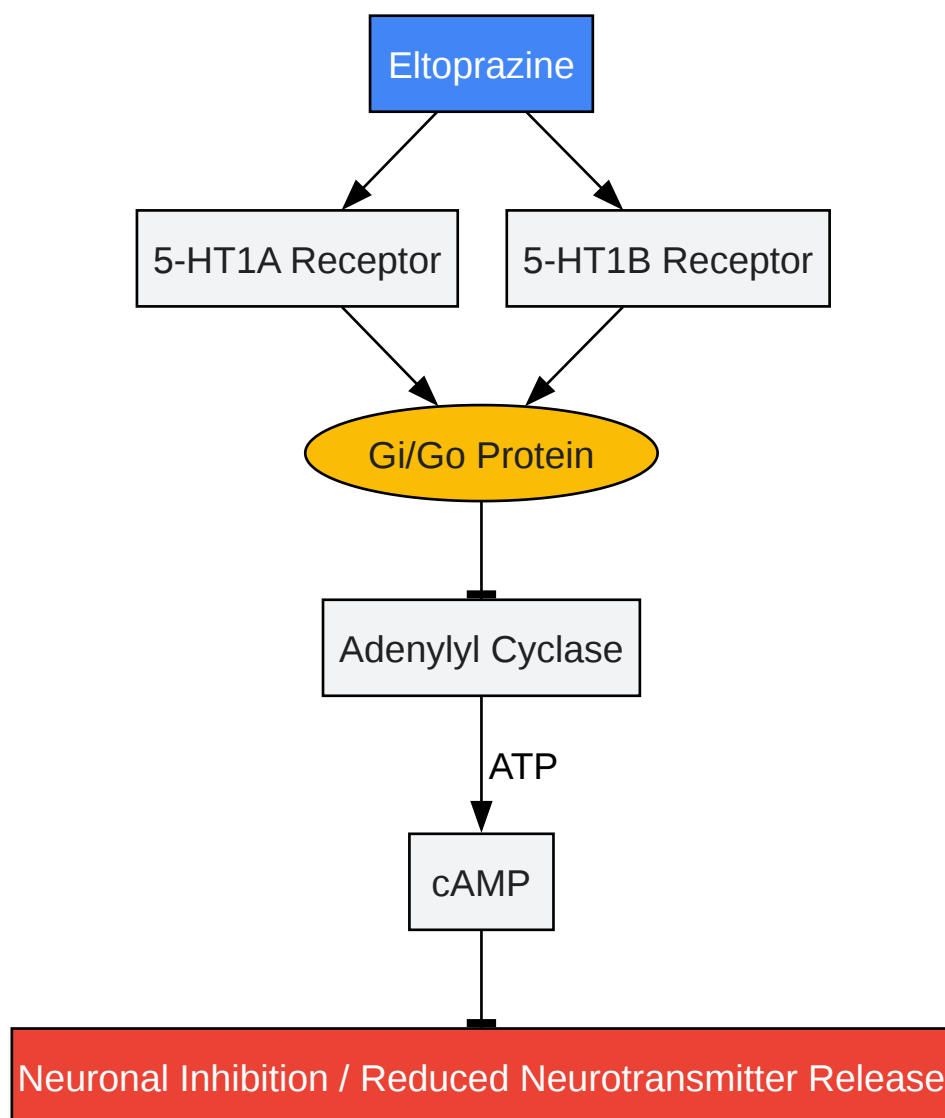 Eltoprazine
5-HT1A Receptor
5-HT1B Receptor
Gi/Go Protein
Adenylyl Cyclase
ATP
cAMP
Neuronal Inhibition / Reduced Neurotransmitter Release